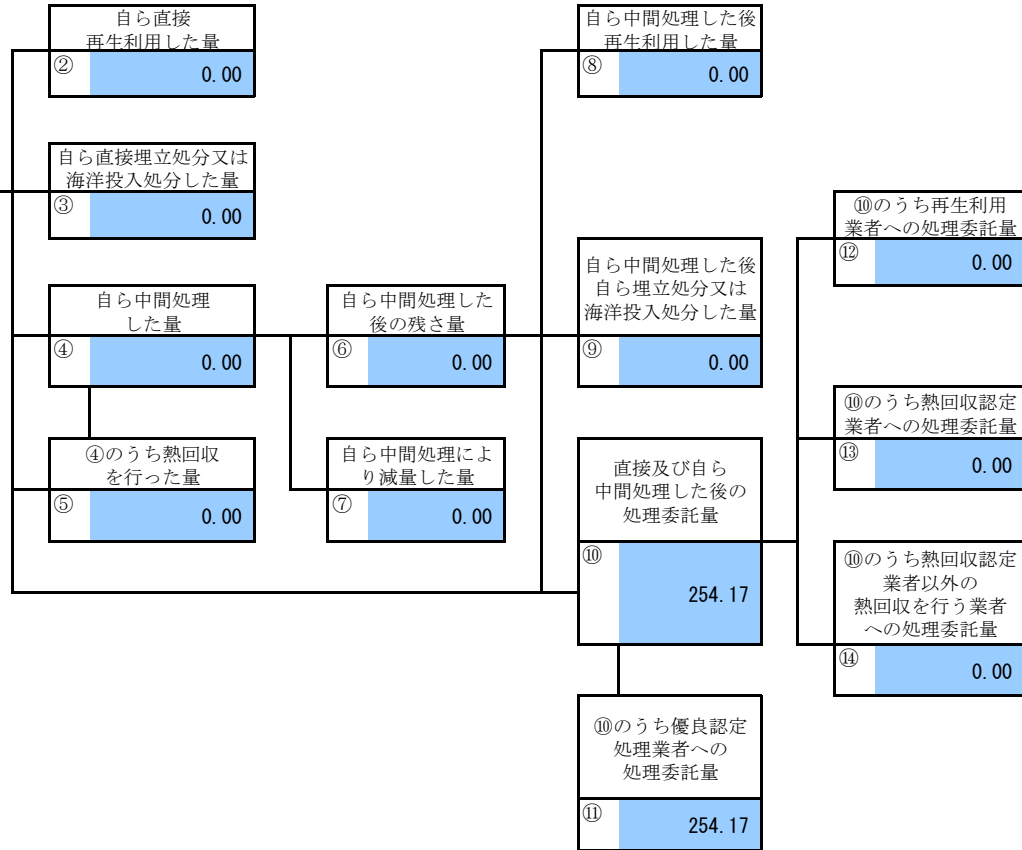 自ら直接
再生利用した量
②
0.00
自ら直接埋立処分又は
海洋投入処分した量
③
0.00
自ら中間処理
した量
④
0.00
④のうち熱回収
を行った量
⑤
0.00
自ら中間処理した
後の残さ量
⑥
0.00
自ら中間処理によ
り減量した量
⑦
0.00
自ら中間処理した後
再生利用した量
⑧
0.00
自ら中間処理した後
自ら埋立処分又は
海洋投入処分した量
⑨
0.00
直接及び自ら
中間処理した後の
処理委託量
⑩
254.17
⑩のうち優良認定
処理業者への
処理委託量
⑪
254.17
⑩のうち再生利用
業者への処理委託量
⑫
0.00
⑩のうち熱回収認定
業者への処理委託量
⑬
0.00
⑩のうち熱回収認定
業者以外の
熱回収を行う業者
への処理委託量
⑭
0.00